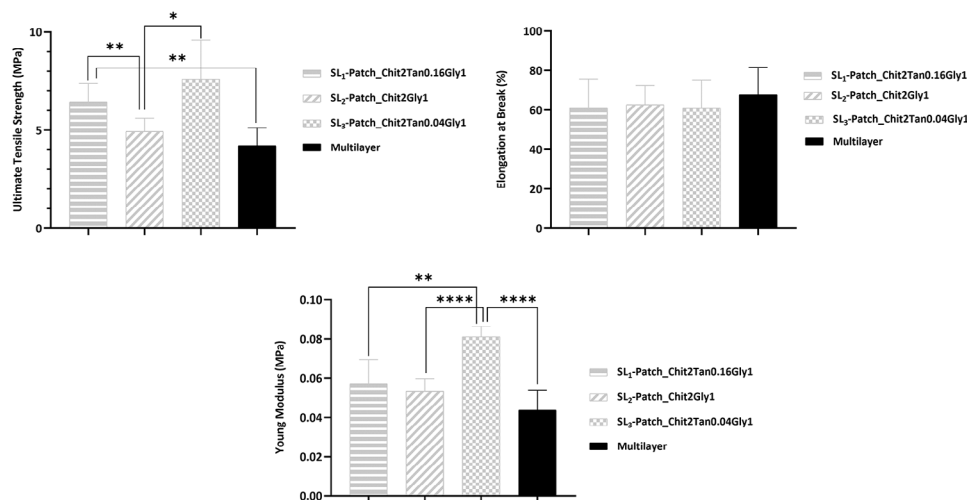 Ultimate Tensile Strength (MPa)
10
5
0
**
*
**
SL₁-Patch_Chit2Tan0.16Gly1
SL₂-Patch_Chit2Gly1
SL₃-Patch_Chit2Tan0.04Gly1
Multilayer
Elongation at Break (%)
100
80
60
40
20
0
SL₁-Patch_Chit2Tan0.16Gly1
SL₂-Patch_Chit2Gly1
SL₃-Patch_Chit2Tan0.04Gly1
Multilayer
Young Modulus (MPa)
0.10
0.08
0.06
0.04
0.02
0.00
**
****
****
SL₁-Patch_Chit2Tan0.16Gly1
SL₂-Patch_Chit2Gly1
SL₃-Patch_Chit2Tan0.04Gly1
Multilayer